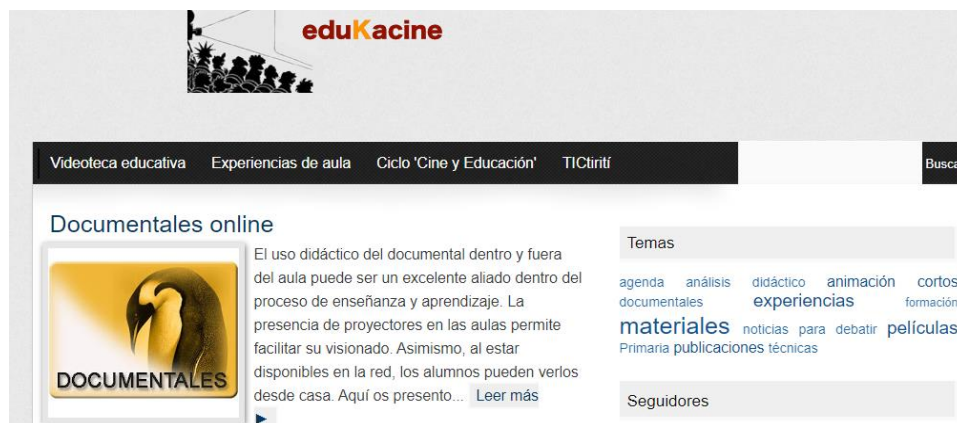 eduKacine
Videoteca educativa Experiencias de aula Ciclo 'Cine y Educación' TICtirití
Busca
Documentales online
DOCUMENTALES
El uso didáctico del documental dentro y fuera
del aula puede ser un excelente aliado dentro del
proceso de enseñanza y aprendizaje. La
presencia de proyectores en las aulas permite
facilitar su visionado. Asimismo, al estar
disponibles en la red, los alumnos pueden verlos
desde casa. Aquí os presento... Leer más
►
Temas
agenda análisis didáctico animación cortos
documentales experiencias formación
materiales noticias para debatir películas
Primaria publicaciones técnicas
Seguidores